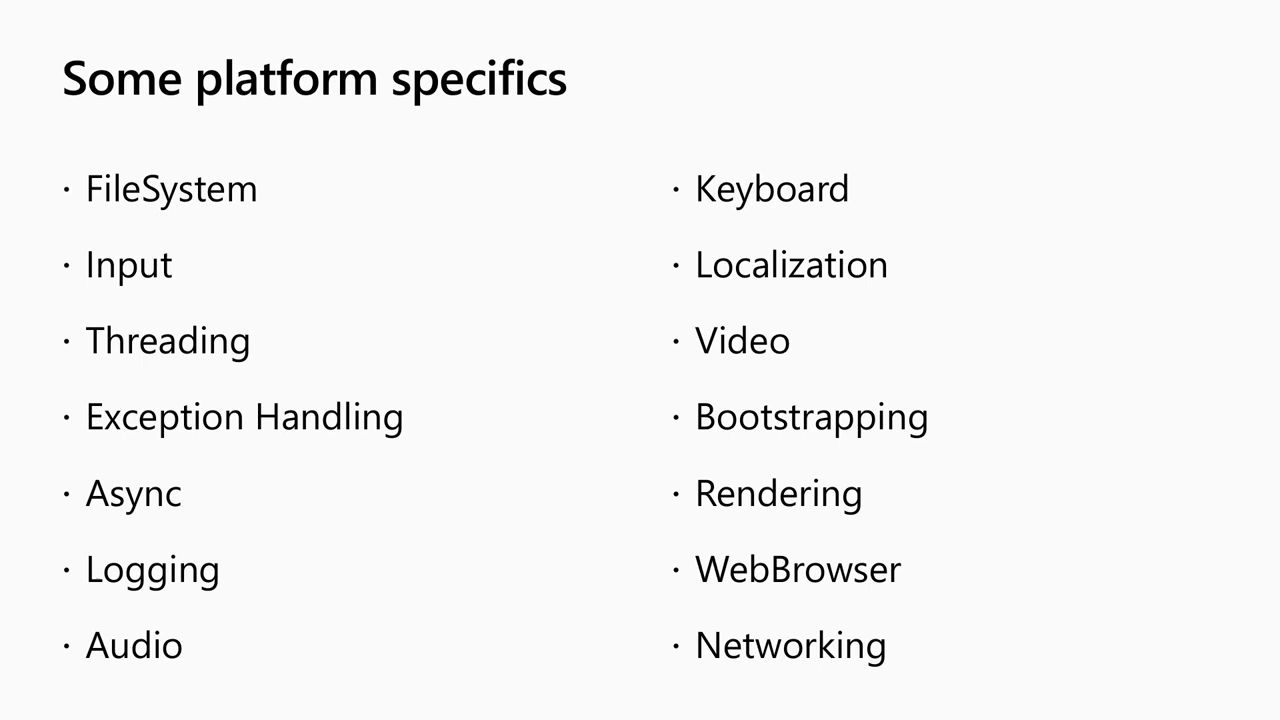 Some platform specifics
· FileSystem
· Input
· Threading
· Exception Handling
· Async
· Logging
· Audio
· Keyboard
· Localization
· Video
· Bootstrapping
· Rendering
· WebBrowser
· Networking